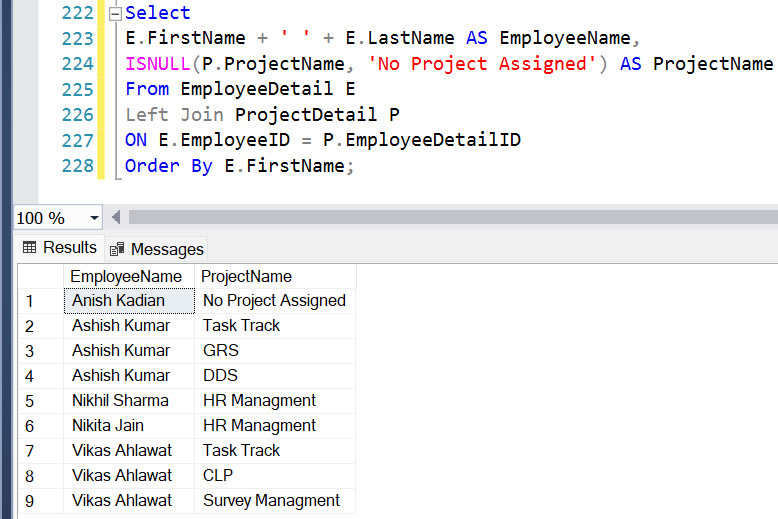 222 Select
223 E.FirstName + ' ' + E.LastName AS EmployeeName,
224 ISNULL(P.ProjectName, 'No Project Assigned') AS ProjectName
225 From EmployeeDetail E
226 Left Join ProjectDetail P
227 ON E.EmployeeID = P.EmployeeDetailID
228 Order By E.FirstName;
100 %
Results Messages
EmployeeName ProjectName
1 Anish Kadian No Project Assigned
2 Ashish Kumar Task Track
3 Ashish Kumar GRS
4 Ashish Kumar DDS
5 Nikhil Sharma HR Managment
6 Nikita Jain HR Managment
7 Vikas Ahlawat Task Track
8 Vikas Ahlawat CLP
9 Vikas Ahlawat Survey Managment